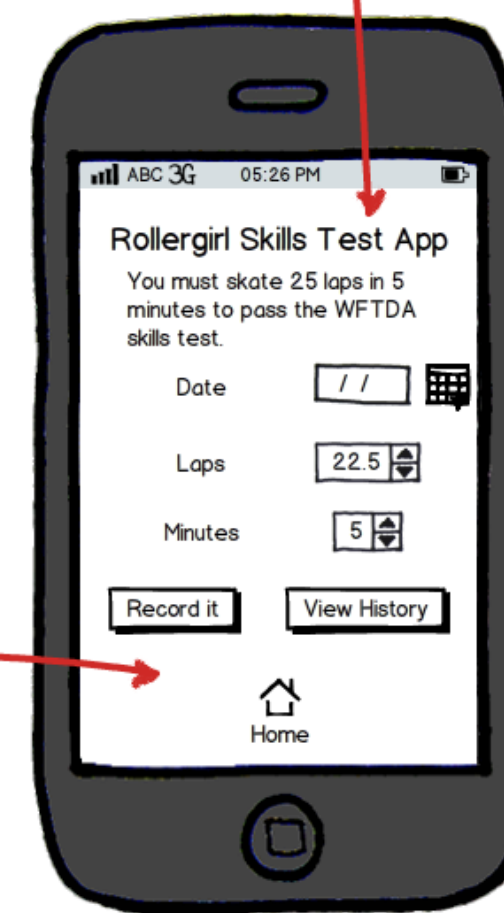 ABC 3G 05:26 PM
Rollergirl Skills Test App
You must skate 25 laps in 5
minutes to pass the WFTDA
skills test.
Date / /
Laps 22.5
Minutes 5
Record it View History
Home